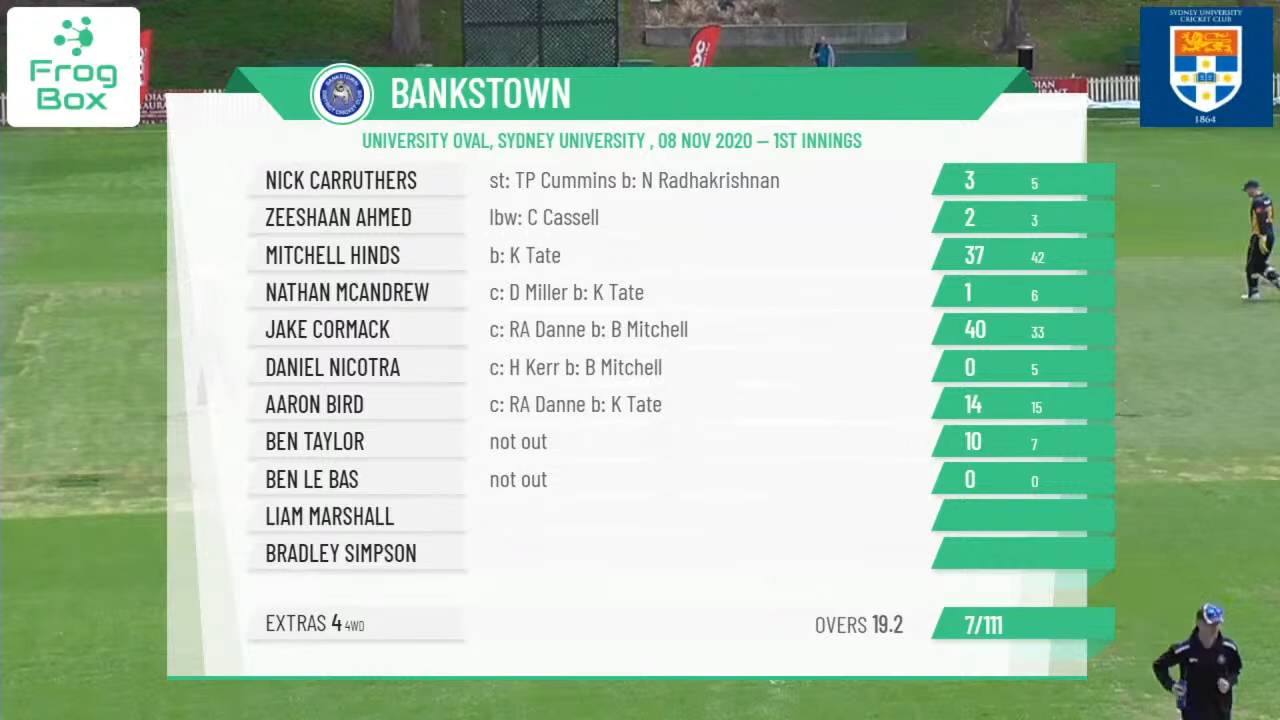 Frog
Box
SYDNEY UNIVERSITY
CRICKET CLUB
1864
BANKSTOWN
UNIVERSITY OVAL, SYDNEY UNIVERSITY , 08 NOV 2020 – 1ST INNINGS
NICK CARRUTHERS st: TP Cummins b: N Radhakrishnan 3 5
ZEESHAAN AHMED lbw: C Cassell 2 3
MITCHELL HINDS b: K Tate 37 42
NATHAN MCANDREW c: D Miller b: K Tate 1 6
JAKE CORMACK c: RA Danne b: B Mitchell 40 33
DANIEL NICOTRA c: H Kerr b: B Mitchell 0 5
AARON BIRD c: RA Danne b: K Tate 14 15
BEN TAYLOR not out 10 7
BEN LE BAS not out 0 0
LIAM MARSHALL
BRADLEY SIMPSON
EXTRAS 4 4WD OVERS 19.2 7/111